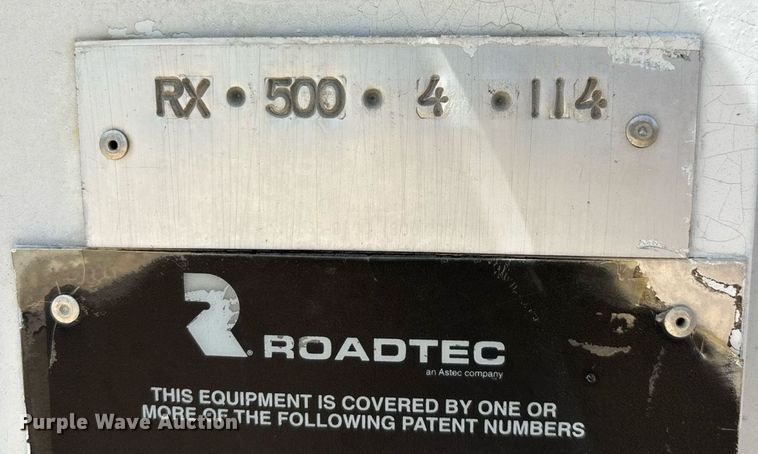 RX • 500 • 4 • 114
R. ROADTEC
an Astec company
THIS EQUIPMENT IS COVERED BY ONE OR
MORE OF THE FOLLOWING PATENT NUMBERS
Purple Wave Auction